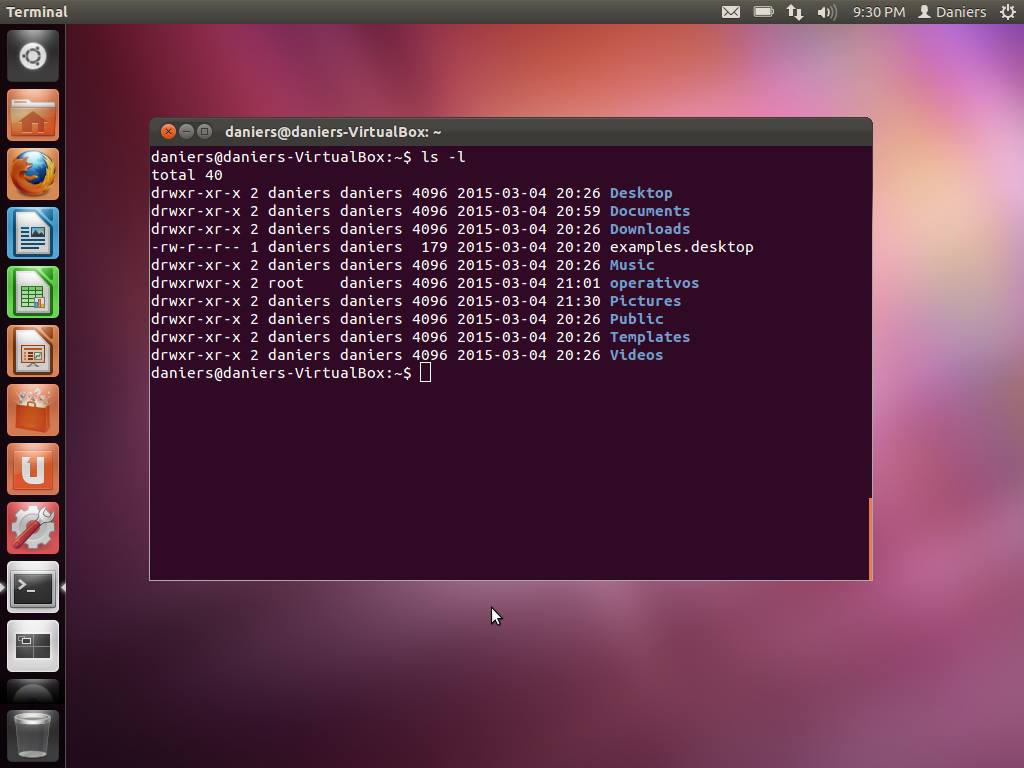 Terminal
9:30 PM Daniers
daniers@daniers-VirtualBox: ~
daniers@daniers-VirtualBox:~$ ls -l
total 40
drwxr-xr-x 2 daniers daniers 4096 2015-03-04 20:26 Desktop
drwxr-xr-x 2 daniers daniers 4096 2015-03-04 20:59 Documents
drwxr-xr-x 2 daniers daniers 4096 2015-03-04 20:26 Downloads
-rw-r--r-- 1 daniers daniers  179 2015-03-04 20:20 examples.desktop
drwxr-xr-x 2 daniers daniers 4096 2015-03-04 20:26 Music
drwxrwxr-x 2 root    daniers 4096 2015-03-04 21:01 operativos
drwxr-xr-x 2 daniers daniers 4096 2015-03-04 21:30 Pictures
drwxr-xr-x 2 daniers daniers 4096 2015-03-04 20:26 Public
drwxr-xr-x 2 daniers daniers 4096 2015-03-04 20:26 Templates
drwxr-xr-x 2 daniers daniers 4096 2015-03-04 20:26 Videos
daniers@daniers-VirtualBox:~$